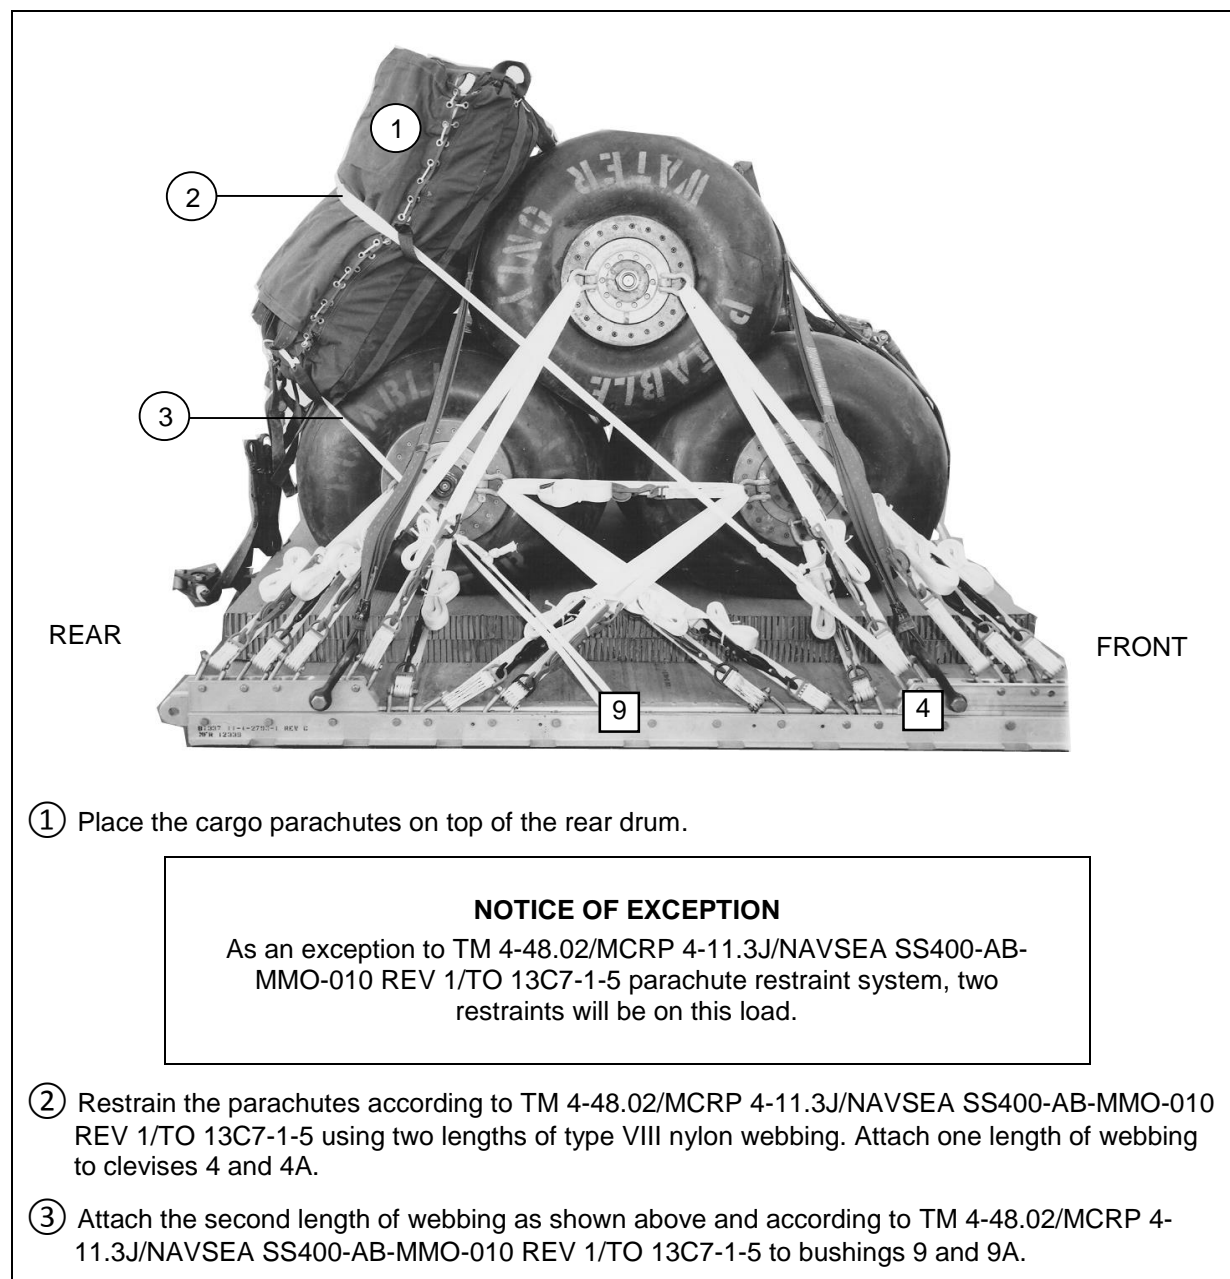 1
2
WATER
ONLY
3
REAR
FRONT
9
4
① Place the cargo parachutes on top of the rear drum.
NOTICE OF EXCEPTION
As an exception to TM 4-48.02/MCRP 4-11.3J/NAVSEA SS400-AB-
MMO-010 REV 1/TO 13C7-1-5 parachute restraint system, two
restraints will be on this load.
② Restrain the parachutes according to TM 4-48.02/MCRP 4-11.3J/NAVSEA SS400-AB-MMO-010
REV 1/TO 13C7-1-5 using two lengths of type VIII nylon webbing. Attach one length of webbing
to clevises 4 and 4A.
③ Attach the second length of webbing as shown above and according to TM 4-48.02/MCRP 4-
11.3J/NAVSEA SS400-AB-MMO-010 REV 1/TO 13C7-1-5 to bushings 9 and 9A.